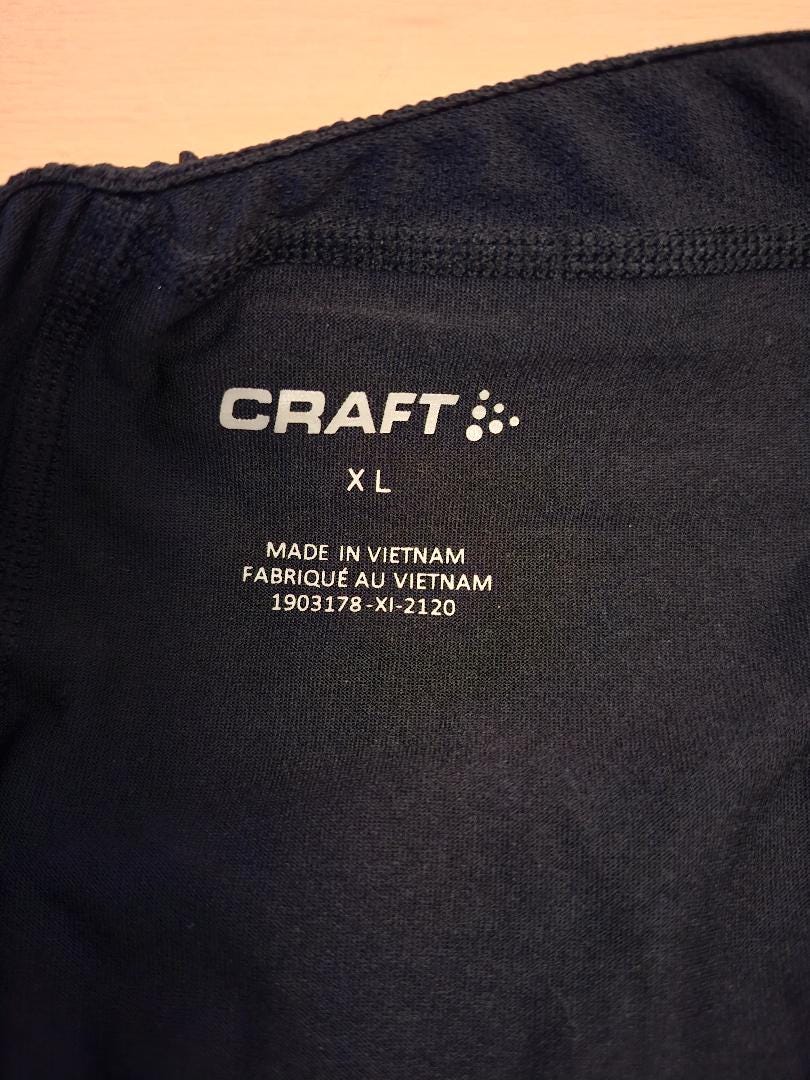 CRAFT
XL
MADE IN VIETNAM
FABRIQUÉ AU VIETNAM
1903178-XI-2120